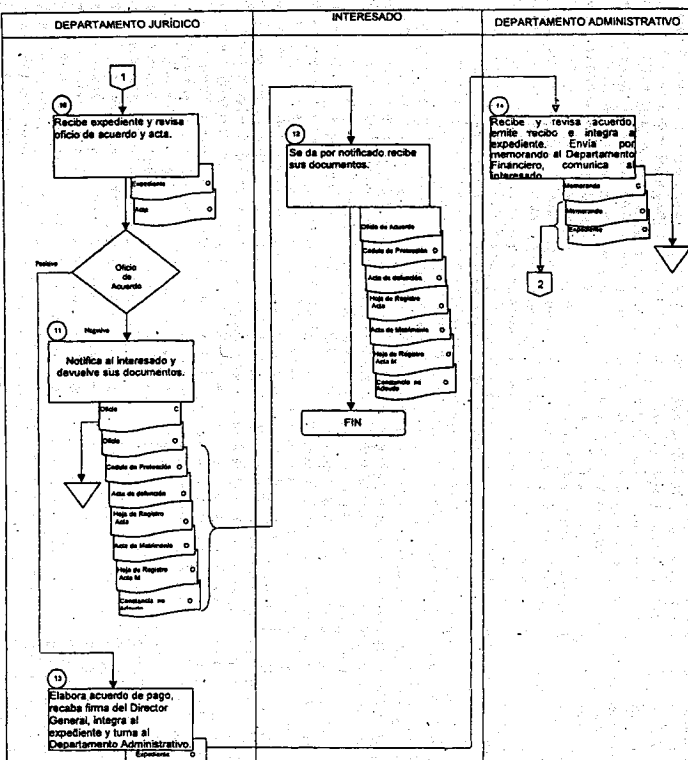 DEPARTAMENTO JURÍDICO
INTERESADO
DEPARTAMENTO ADMINISTRATIVO
1
10
Recibe expediente y revisa
oficio de acuerdo y acta.
Expediente O
Acta O
Positivo
Oficio
de
Acuerdo
Negativo
11
Notifica al interesado y
devuelve sus documentos.
Oficio C
Oficio O
Cedula de Protección O
Acta de defunción O
Hoja de Registro
Acta O
Acta de Matrimonio O
Hoja de Registro O
Acta M
Constancia no O
Adeudo
13
Elabora acuerdo de pago,
recaba firma del Director
General, integra al
expediente y turna al
Departamento Administrativo.
Expediente O
12
Se da por notificado recibe
sus documentos.
Oficio de Acuerdo
Cedula de Protección O
Acta de defunción O
Hoja de Registro
Acta O
Acta de Matrimonio O
Hoja de Registro O
Acta M
Constancia no O
Adeudo
FIN
14
Recibe y revisa acuerdo,
emite recibo e integra a
expediente. Envía por
memorando al Departamento
Financiero, comunica al
interesado
Memorando C
Memorando O
Expediente O
2